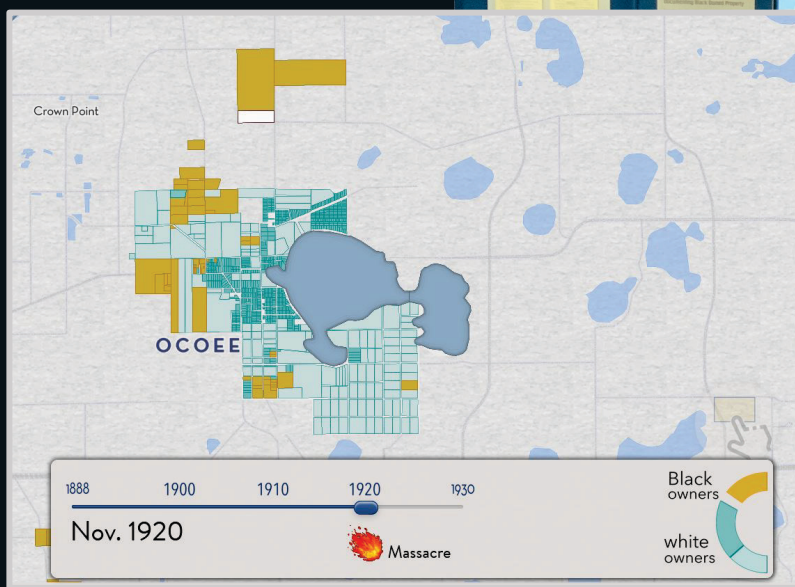 Crown Point
OCOEE
1888 1900 1910 1920 1930
Nov. 1920
Massacre
Black
owners
white
owners